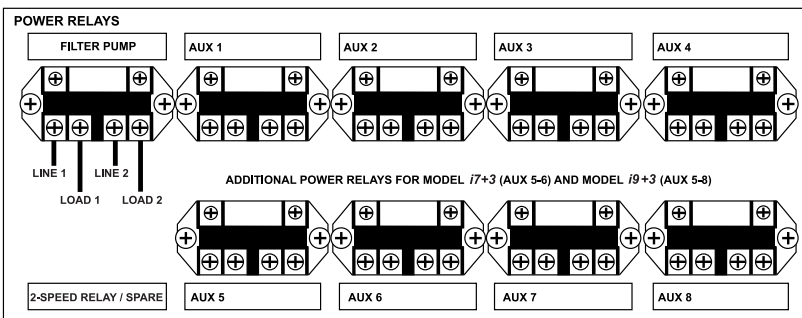 POWER RELAYS
FILTER PUMP
AUX 1
AUX 2
AUX 3
AUX 4
LINE 1
LINE 2
LOAD 1
LOAD 2
ADDITIONAL POWER RELAYS FOR MODEL i7+3 (AUX 5-6) AND MODEL i9+3 (AUX 5-8)
2-SPEED RELAY / SPARE
AUX 5
AUX 6
AUX 7
AUX 8